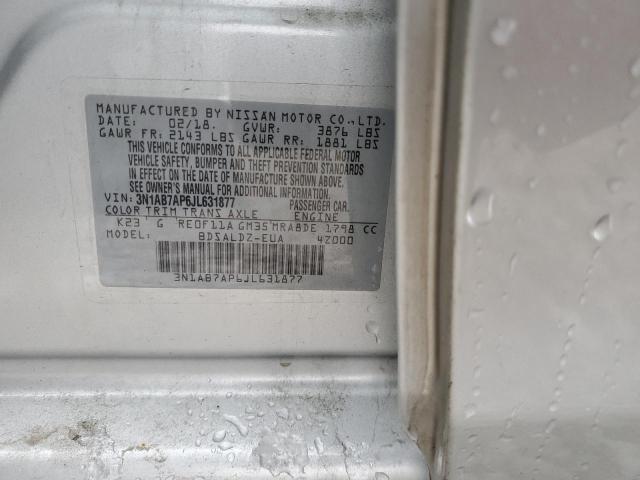 MANUFACTURED BY NISSAN MOTOR CO.,LTD.
DATE: 02/18. GVWR: 3876 LBS
GAWR FR: 2143 LBS GAWR RR: 1881 LBS
THIS VEHICLE CONFORMS TO ALL APPLICABLE FEDERAL MOTOR
VEHICLE SAFETY, BUMPER AND THEFT PREVENTION STANDARDS
IN EFFECT ON THE DATE OF MANUFACTURE SHOWN ABOVE.
SEE OWNER'S MANUAL FOR ADDITIONAL INFORMATION.
VIN: 3N1AB7AP6JL631877 PASSENGER CAR.
COLOR TRIM TRANS AXLE ENGINE
K23 G RE0F11A GM35 MRA8DE 1798 CC
MODEL: BDSALDZ-EUA 4Z000
3N1AB7AP6JL631877